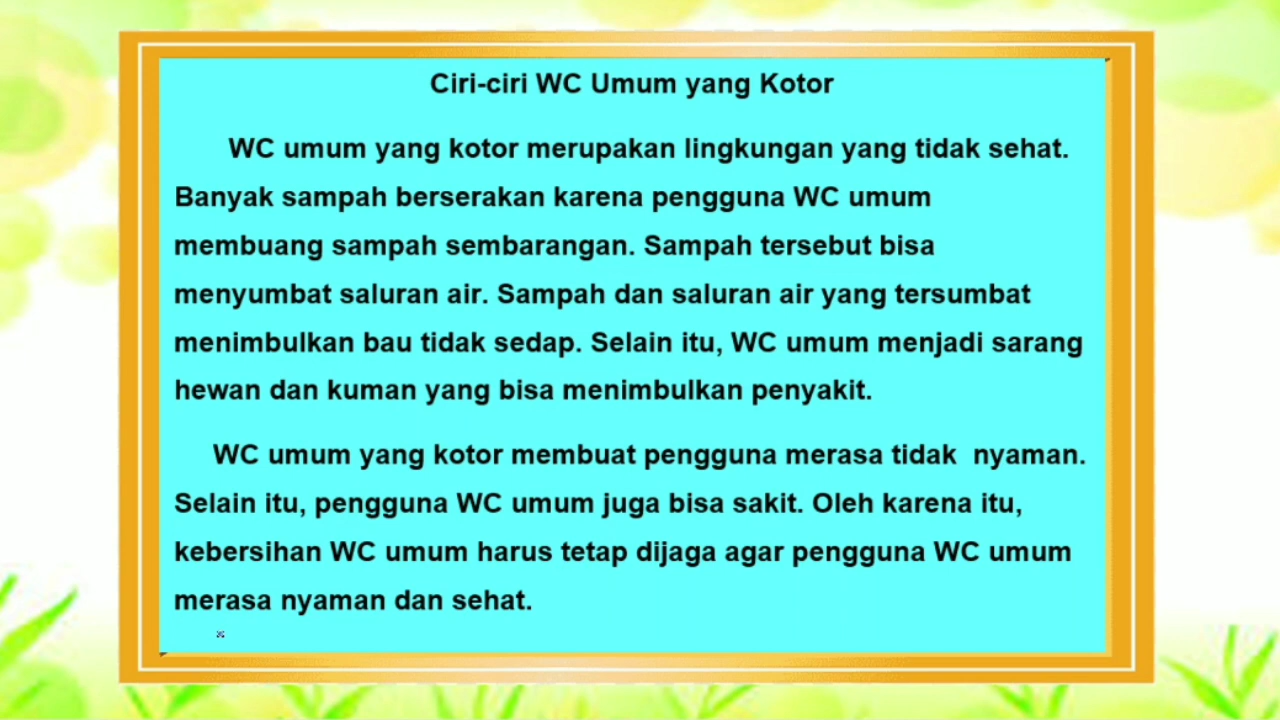 Ciri-ciri WC Umum yang Kotor
WC umum yang kotor merupakan lingkungan yang tidak sehat.
Banyak sampah berserakan karena pengguna WC umum
membuang sampah sembarangan. Sampah tersebut bisa
menyumbat saluran air. Sampah dan saluran air yang tersumbat
menimbulkan bau tidak sedap. Selain itu, WC umum menjadi sarang
hewan dan kuman yang bisa menimbulkan penyakit.
WC umum yang kotor membuat pengguna merasa tidak  nyaman.
Selain itu, pengguna WC umum juga bisa sakit. Oleh karena itu,
kebersihan WC umum harus tetap dijaga agar pengguna WC umum
merasa nyaman dan sehat.